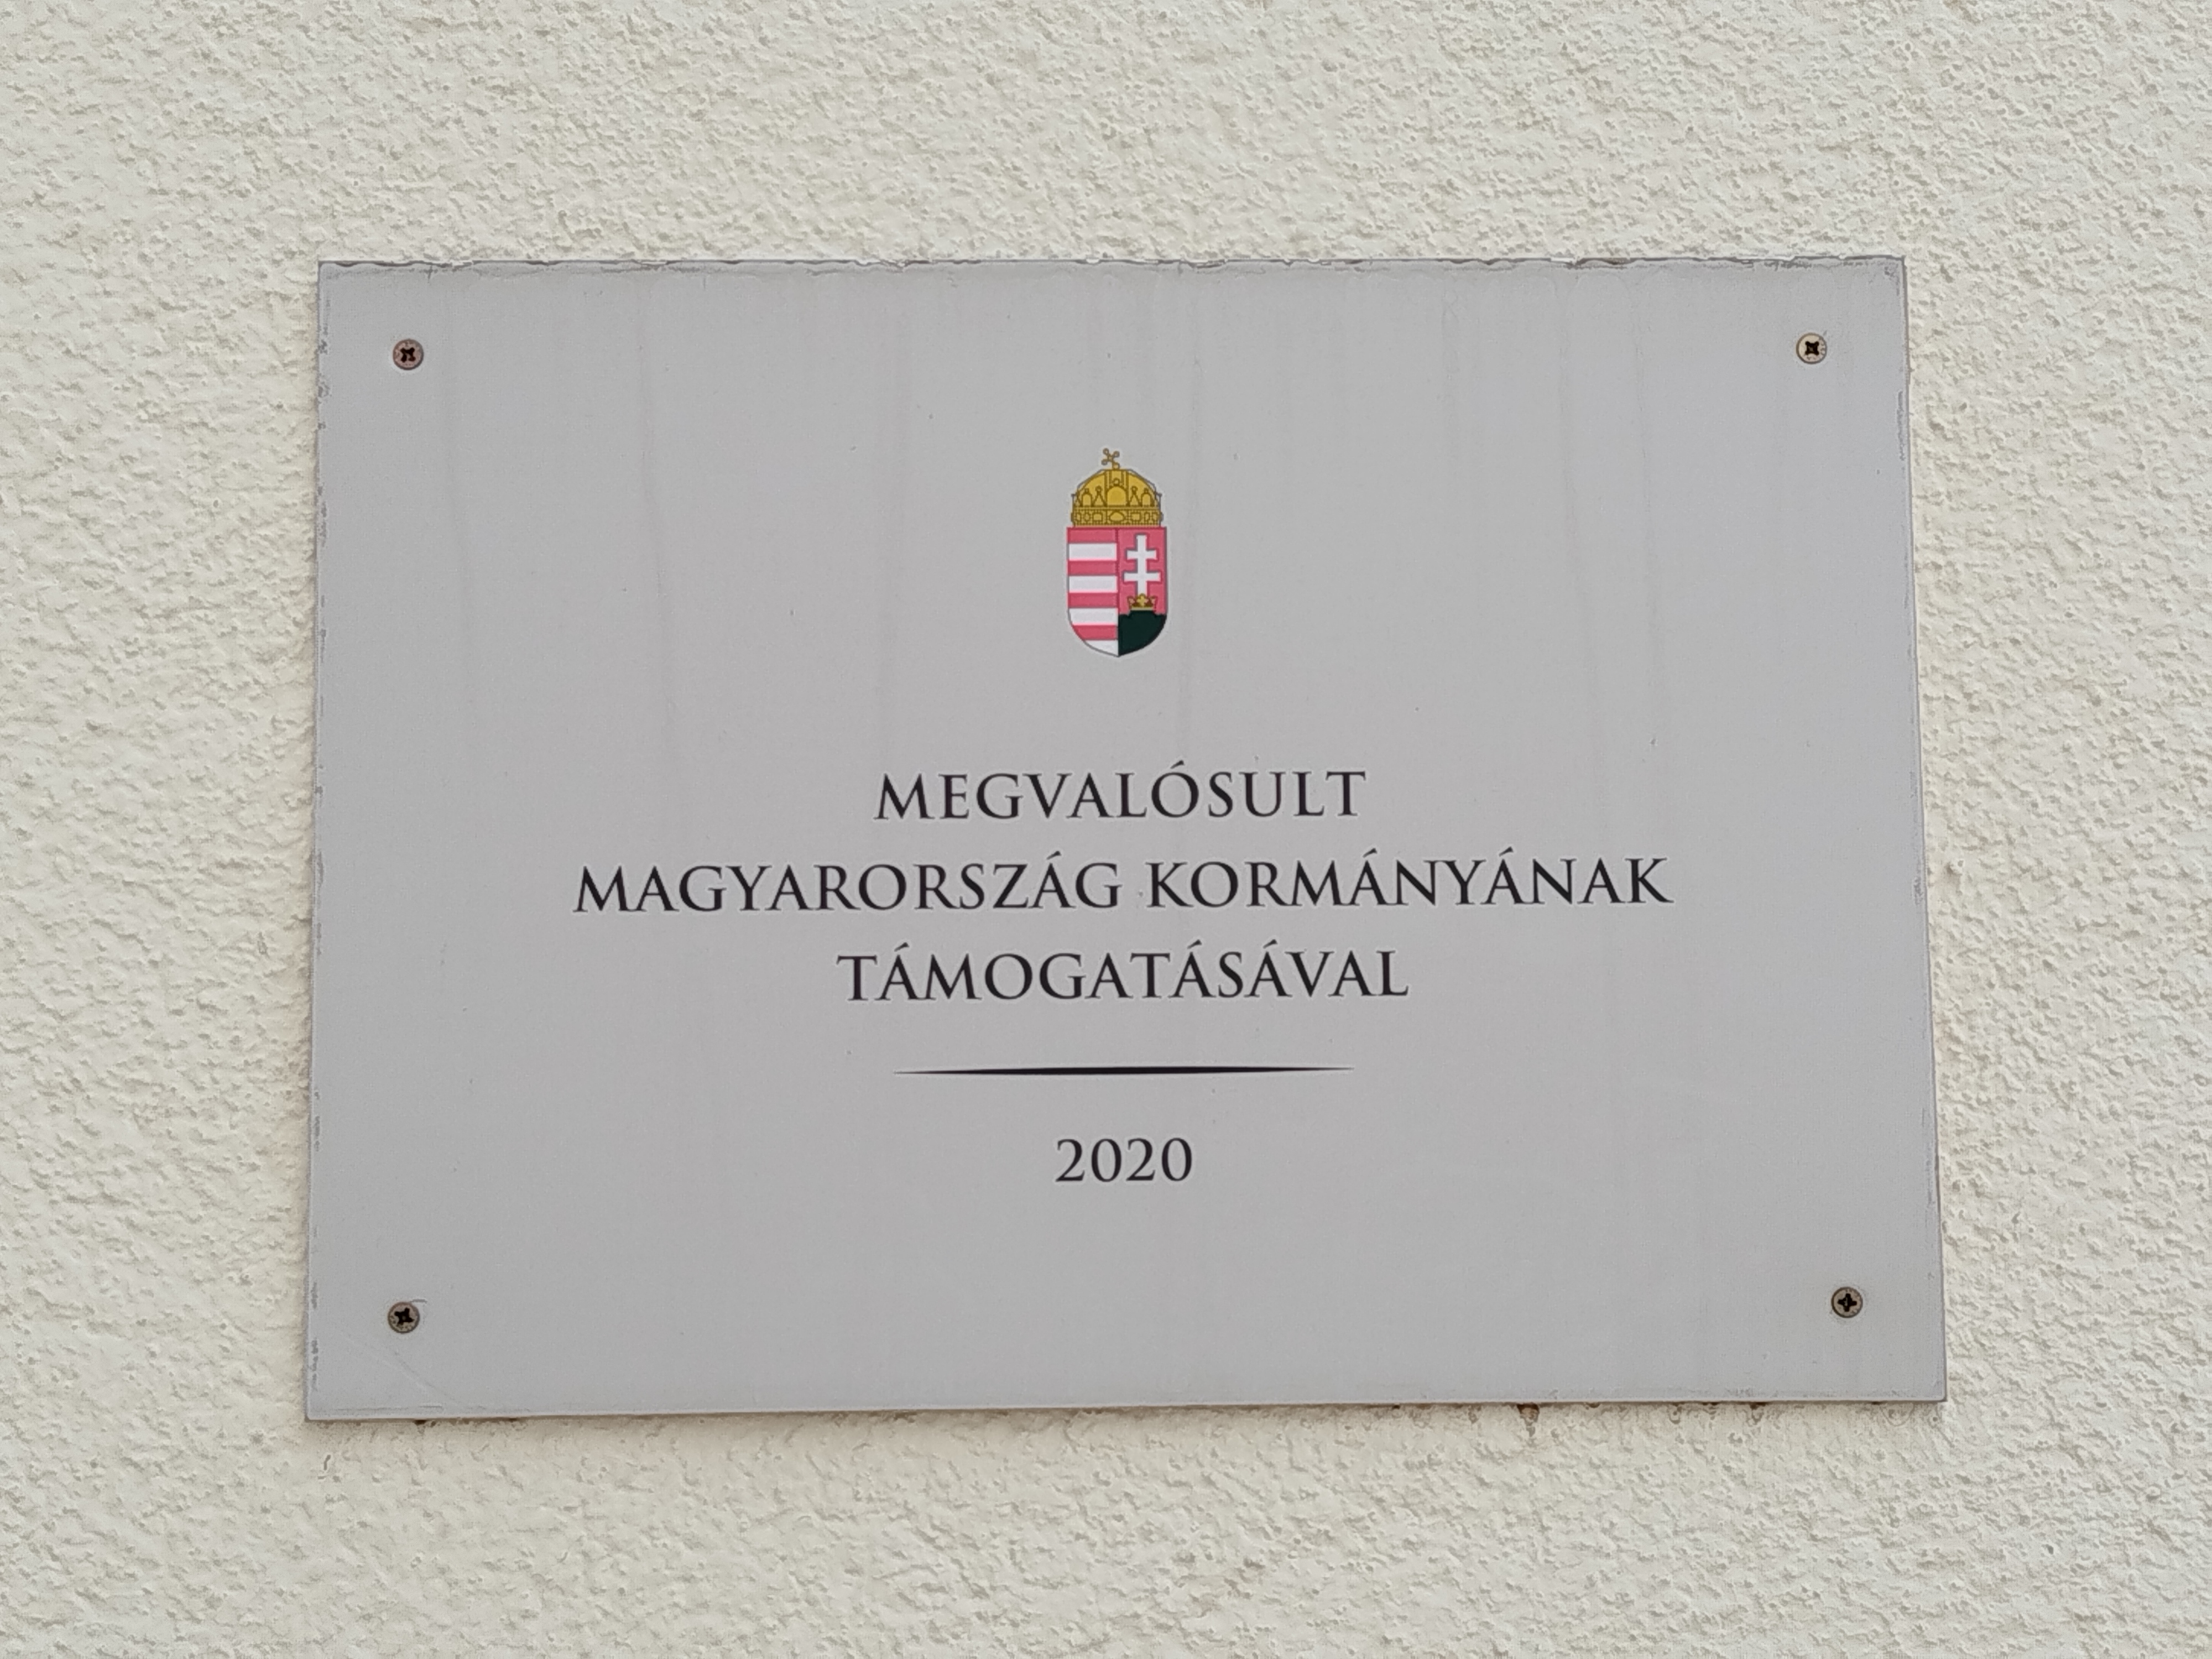 MEGVALÓSULT
MAGYARORSZÁG KORMÁNYÁNAK
TÁMOGATÁSÁVAL
2020